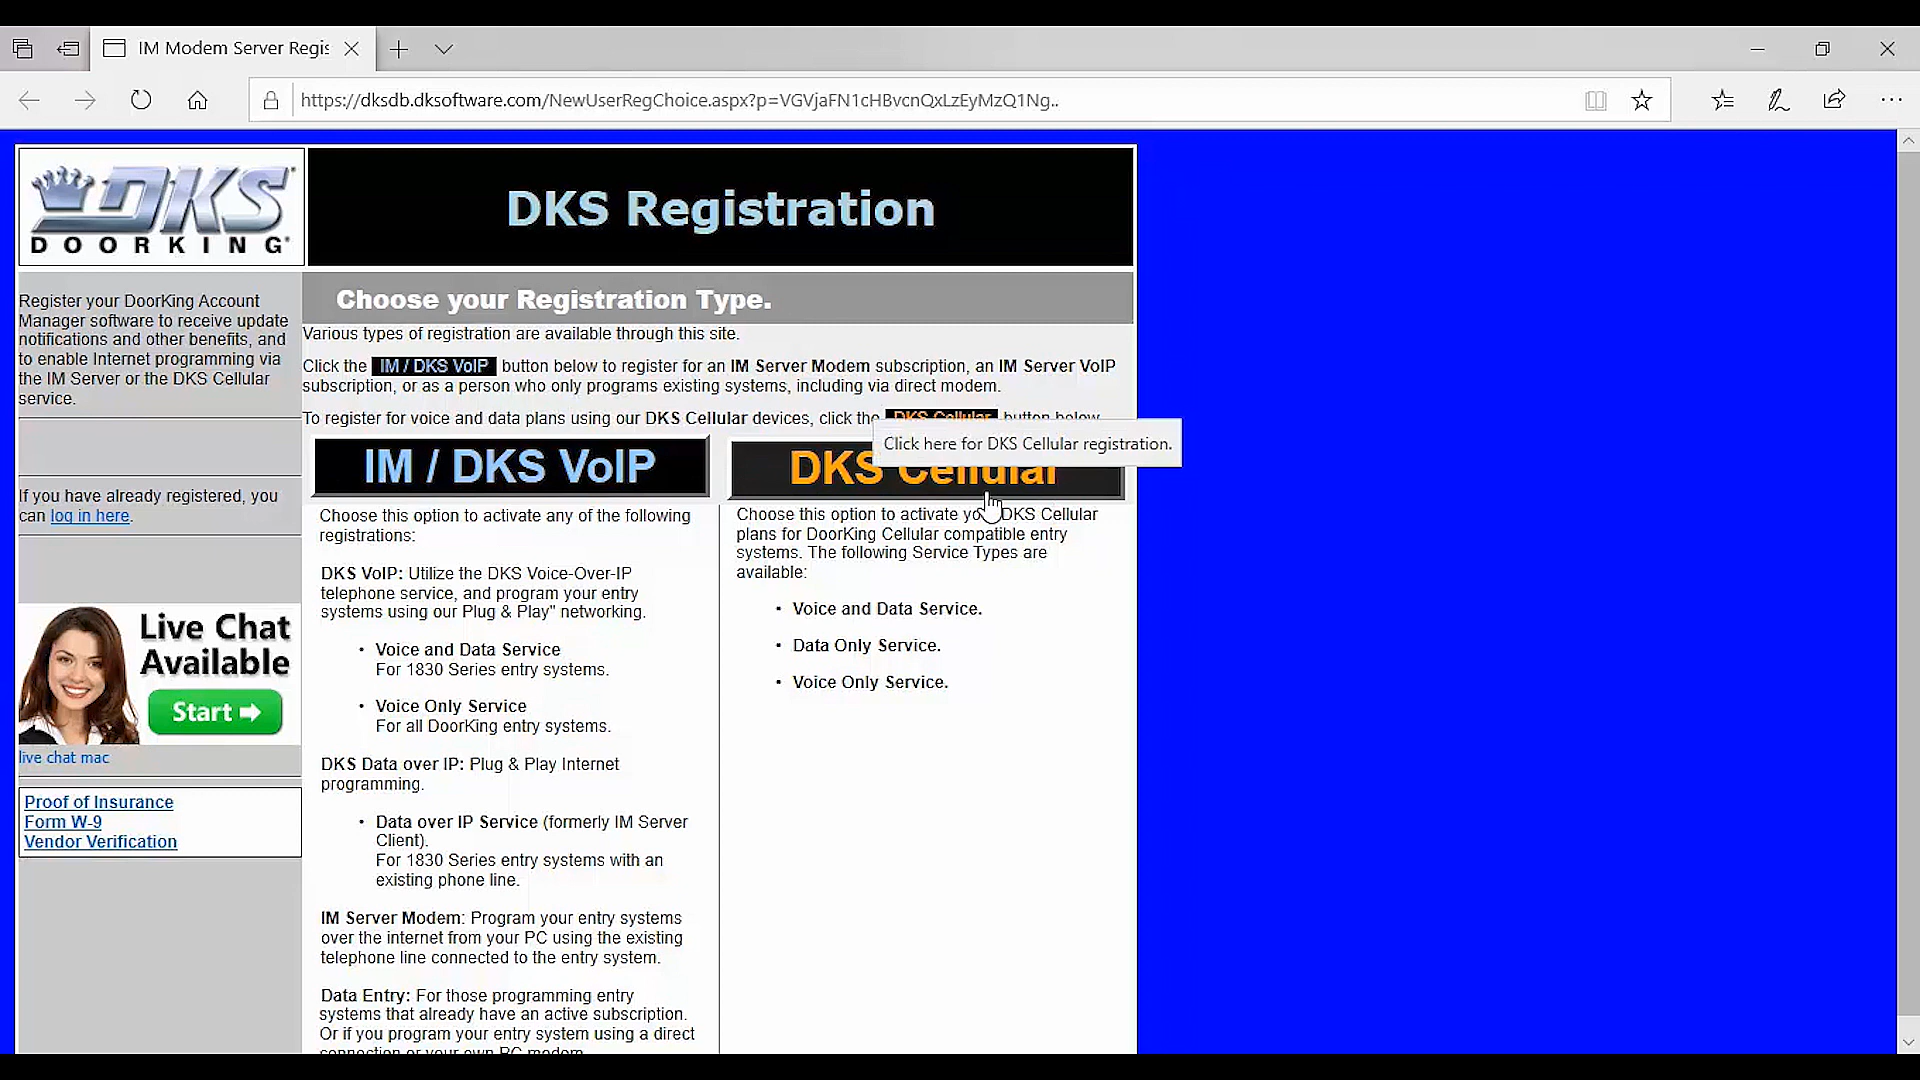 IM Modem Server Regis
https://dksdb.dksoftware.com/NewUserRegChoice.aspx?p=VGVjaFN1cHBvcnQxLzEyMzQ1Ng..
DKS
DOORKING
DKS Registration
Register your DoorKing Account
Manager software to receive update
notifications and other benefits, and
to enable Internet programming via
the IM Server or the DKS Cellular
service.
If you have already registered, you
can log in here.
Live Chat
Available
Start
live chat mac
Proof of Insurance
Form W-9
Vendor Verification
Choose your Registration Type.
Various types of registration are available through this site.
Click the IM / DKS VoIP button below to register for an IM Server Modem subscription, an IM Server VoIP
subscription, or as a person who only programs existing systems, including via direct modem.
To register for voice and data plans using our DKS Cellular devices, click the DKS Cellular button below
Click here for DKS Cellular registration.
IM / DKS VoIP
Choose this option to activate any of the following
registrations:
DKS VoIP: Utilize the DKS Voice-Over-IP
telephone service, and program your entry
systems using our Plug & Play" networking.
• Voice and Data Service
For 1830 Series entry systems.
• Voice Only Service
For all DoorKing entry systems.
DKS Data over IP: Plug & Play Internet
programming.
• Data over IP Service (formerly IM Server
Client).
For 1830 Series entry systems with an
existing phone line.
IM Server Modem: Program your entry systems
over the internet from your PC using the existing
telephone line connected to the entry system.
Data Entry: For those programming entry
systems that already have an active subscription.
Or if you program your entry system using a direct
connection or your own PC modem.
DKS Cellular
Choose this option to activate DKS Cellular
plans for DoorKing Cellular compatible entry
systems. The following Service Types are
available:
• Voice and Data Service.
• Data Only Service.
• Voice Only Service.